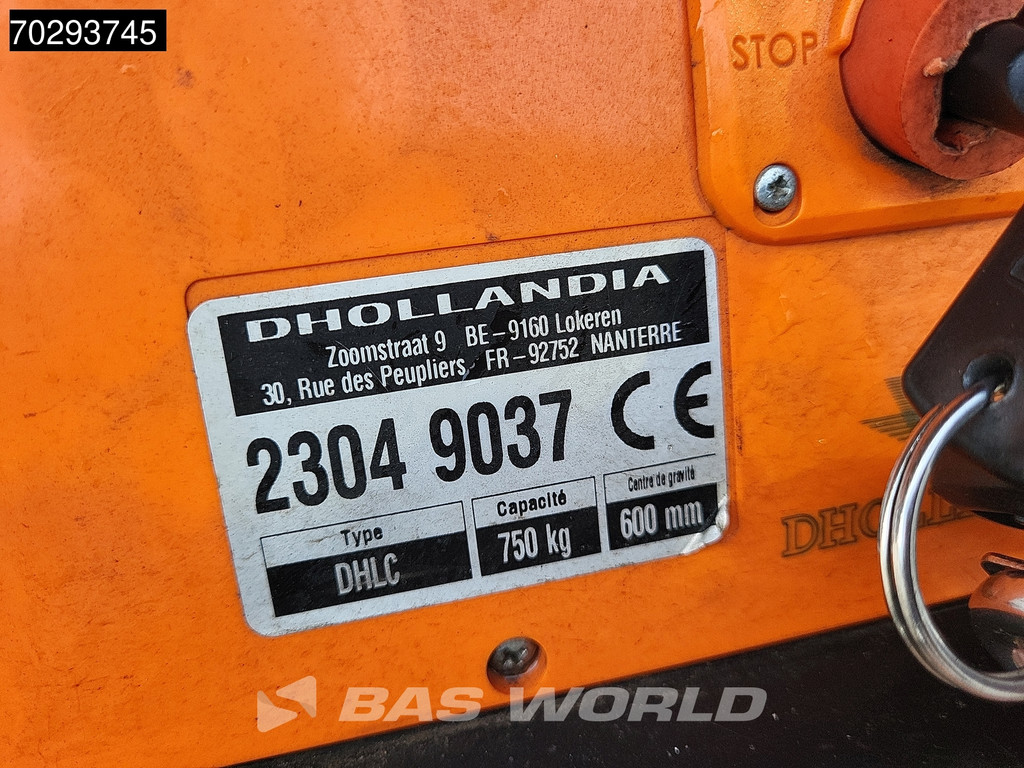 70293745
STOP
DHOLLANDIA
Zoomstraat 9 BE-9160 Lokeren
30, Rue des Peupliers FR-92752 NANTERRE
2304 9037 CE
Type
DHLC
Capacité
750 kg
Centre de gravité
600 mm
BAS WORLD